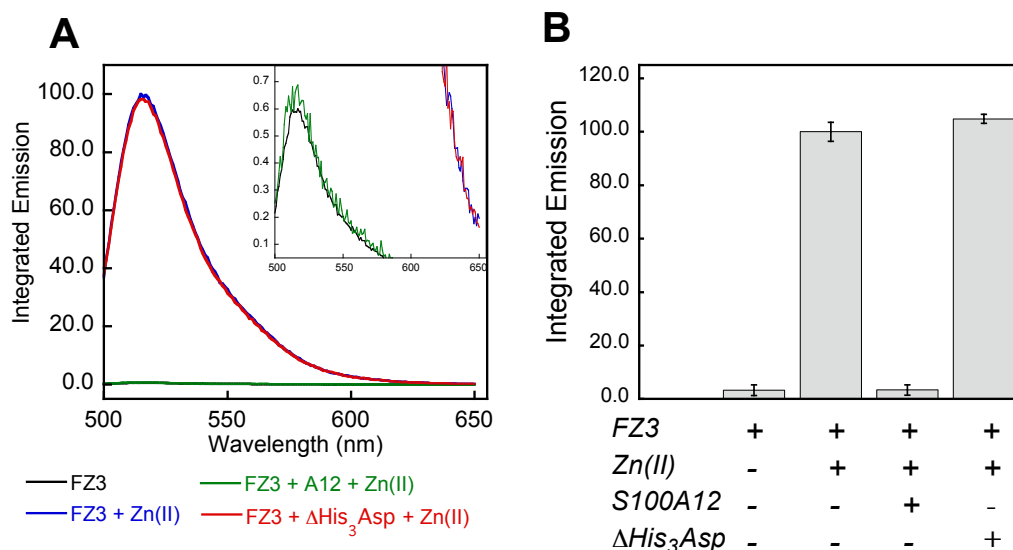 A
Integrated Emission
100.0
80.0
60.0
40.0
20.0
0.0
500
550
600
650
Wavelength (nm)
0.7
0.6
0.5
0.4
0.3
0.2
0.1
500
550
600
650
FZ3
FZ3 + A12 + Zn(II)
FZ3 + Zn(II)
FZ3 + ΔHis₃Asp + Zn(II)
B
Integrated Emission
120.0
100.0
80.0
60.0
40.0
20.0
0.0
FZ3 + + + +
Zn(II) - + + +
S100A12 - - + -
ΔHis₃Asp - - - +